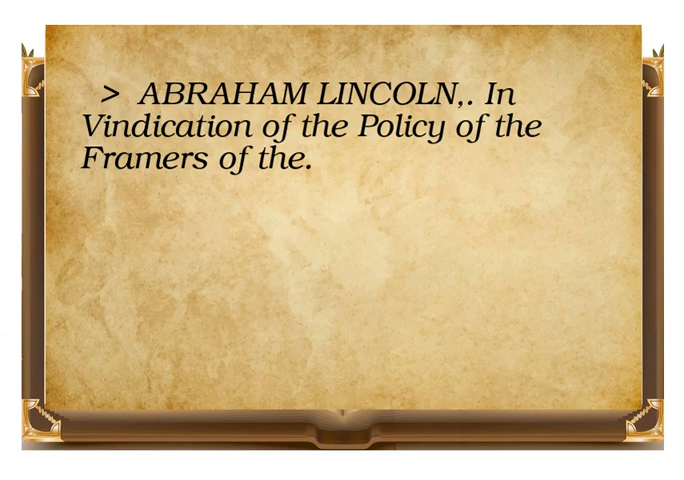 > ABRAHAM LINCOLN,. In
Vindication of the Policy of the
Framers of the.